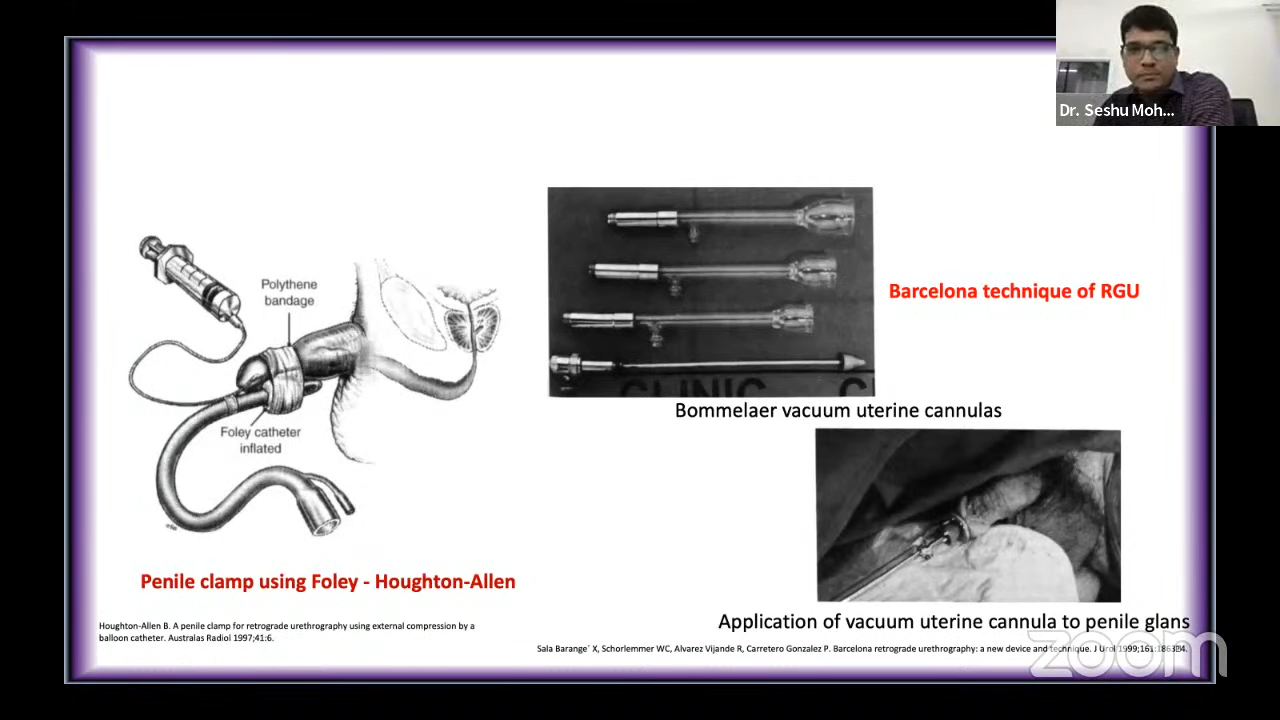 Dr. Seshu Moh...
Polythene
bandage
Foley catheter
inflated
Penile clamp using Foley - Houghton-Allen
Houghton-Allen B. A penile clamp for retrograde urethrography using external compression by a
balloon catheter. Australas Radiol 1997;41:6.
CLINIC C
Barcelona technique of RGU
Bommelaer vacuum uterine cannulas
Application of vacuum uterine cannula to penile glans
Sala Barange´ X, Schorlemmer WC, Alvarez Vijande R, Carretero Gonzalez P. Barcelona retrograde urethrography: a new device and technique. J Urol 1999;161:1863􏰀4.
zoom